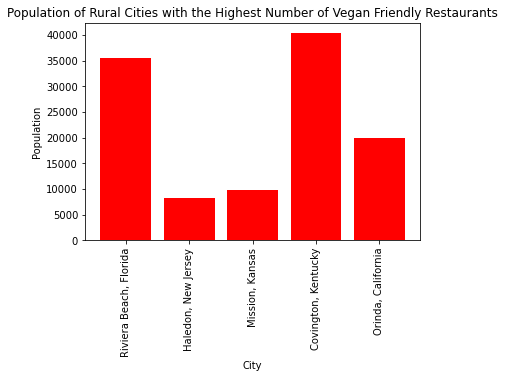 Population of Rural Cities with the Highest Number of Vegan Friendly Restaurants
Population
40000
35000
30000
25000
20000
15000
10000
5000
0
Riviera Beach, Florida
Haledon, New Jersey
Mission, Kansas
Covington, Kentucky
Orinda, California
City